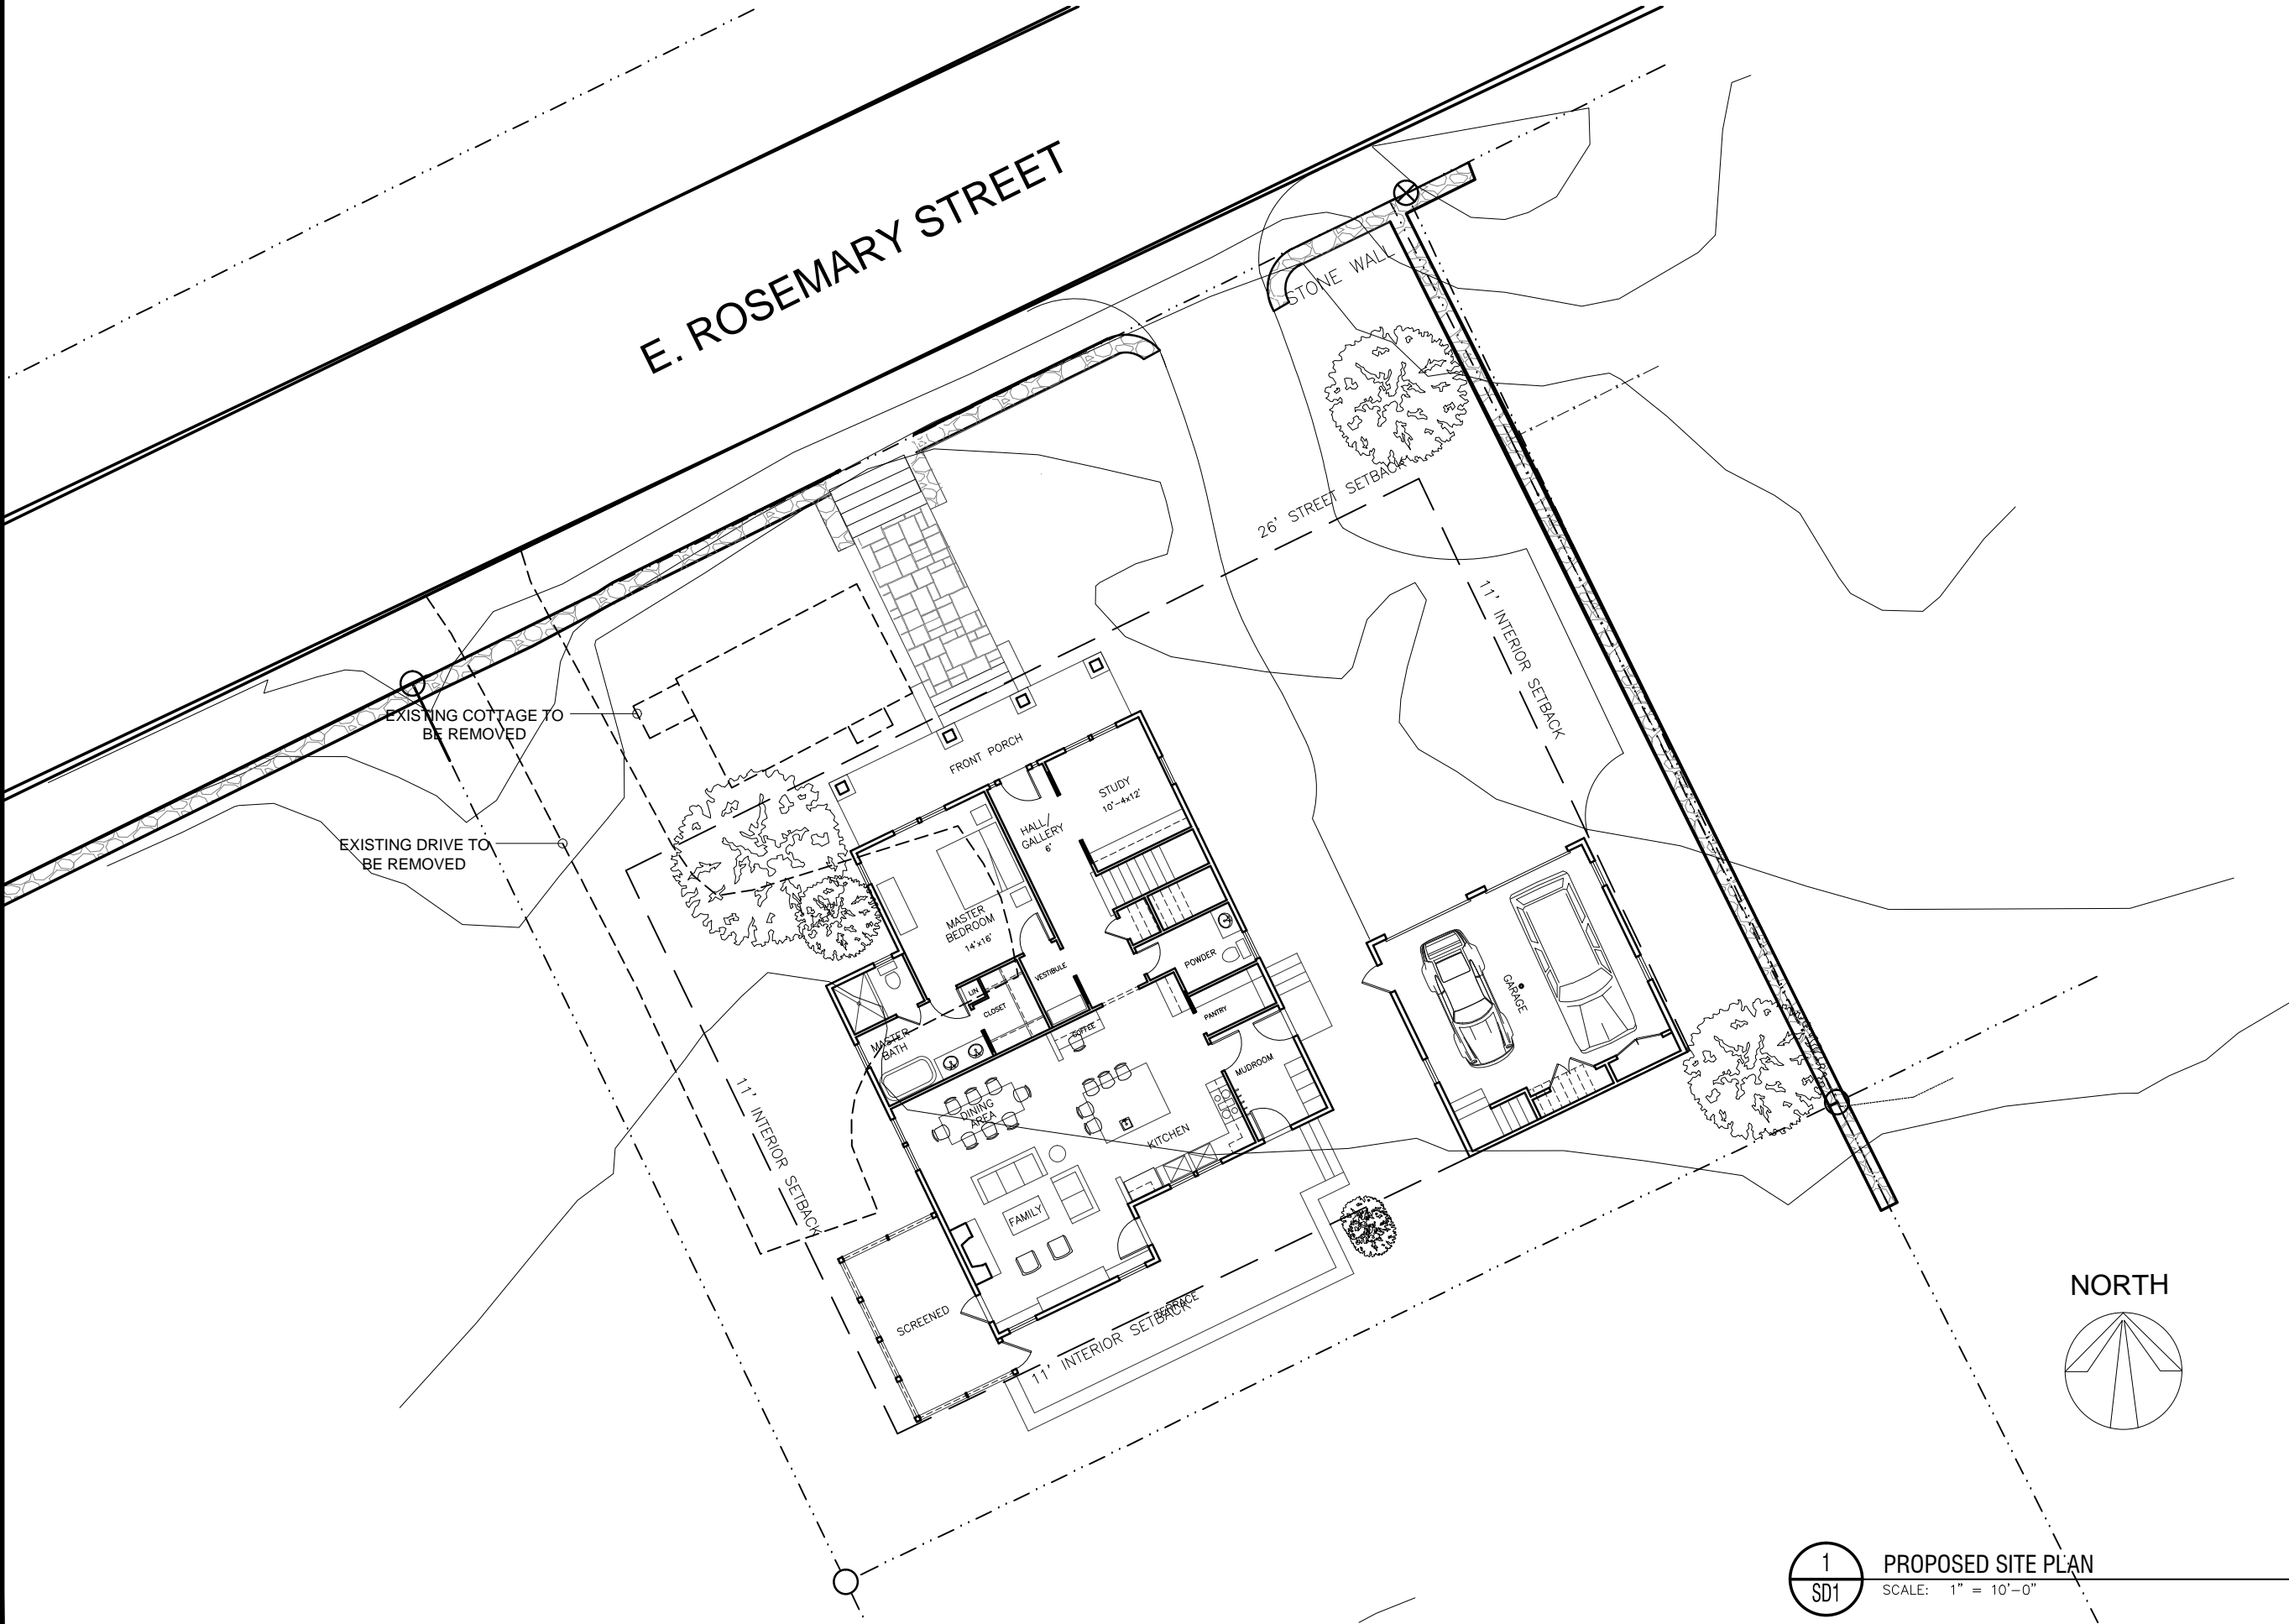 E. ROSEMARY STREET
STONE WALL
26' STREET SETBACK
11' INTERIOR SETBACK
EXISTING COTTAGE TO
BE REMOVED
EXISTING DRIVE TO
BE REMOVED
FRONT PORCH
STUDY
10'-4x12'
HALL/
GALLERY
6'
MASTER
BEDROOM
14'x16'
VESTIBULE
POWDER
LIN
CLOSET
PANTRY
COFFEE
MASTER
BATH
MUDROOM
GARAGE
DINING
AREA
KITCHEN
FAMILY
11' INTERIOR SETBACK
SCREENED
TERRACE
11' INTERIOR SETBACK
NORTH
1
SD1
PROPOSED SITE PLAN
SCALE: 1" = 10'-0"